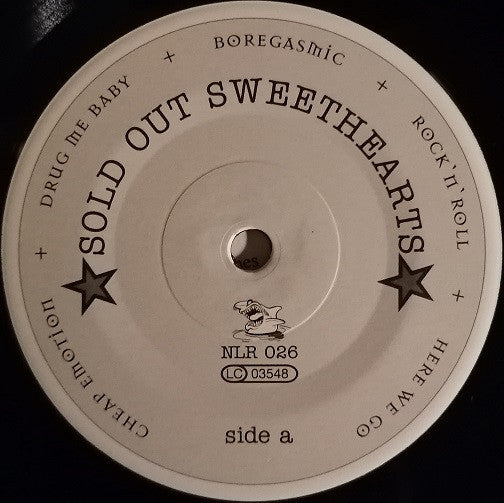 CHEAP EMOTION + DRUG ME BABY + BOREGASMIC + ROCK`N`ROLL + HERE WE GO
SOLD OUT SWEETHEARTS
NLR 026
LC 03548
side a